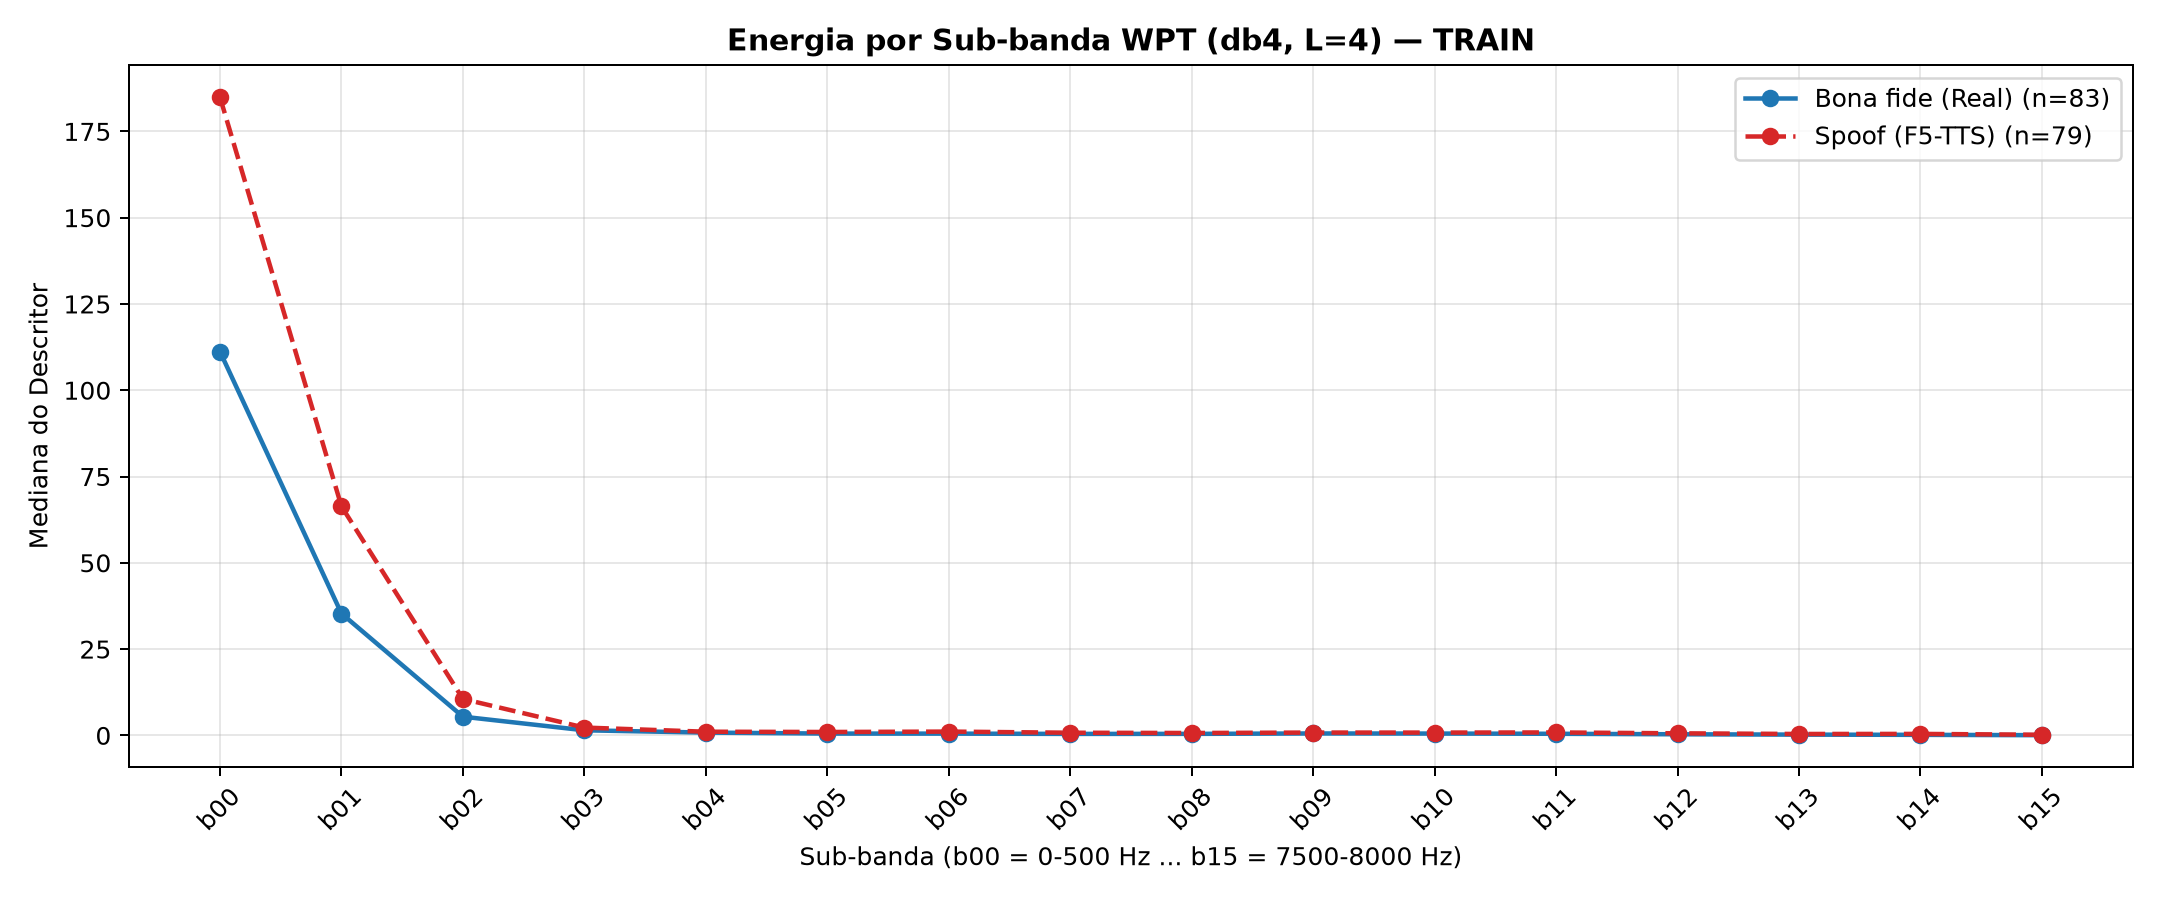 Energia por Sub-banda WPT (db4, L=4) — TRAIN
Bona fide (Real) (n=83)
Spoof (F5-TTS) (n=79)
Mediana do Descritor
175
150
125
100
75
50
25
0
b00 b01 b02 b03 b04 b05 b06 b07 b08 b09 b10 b11 b12 b13 b14 b15
Sub-banda (b00 = 0-500 Hz ... b15 = 7500-8000 Hz)